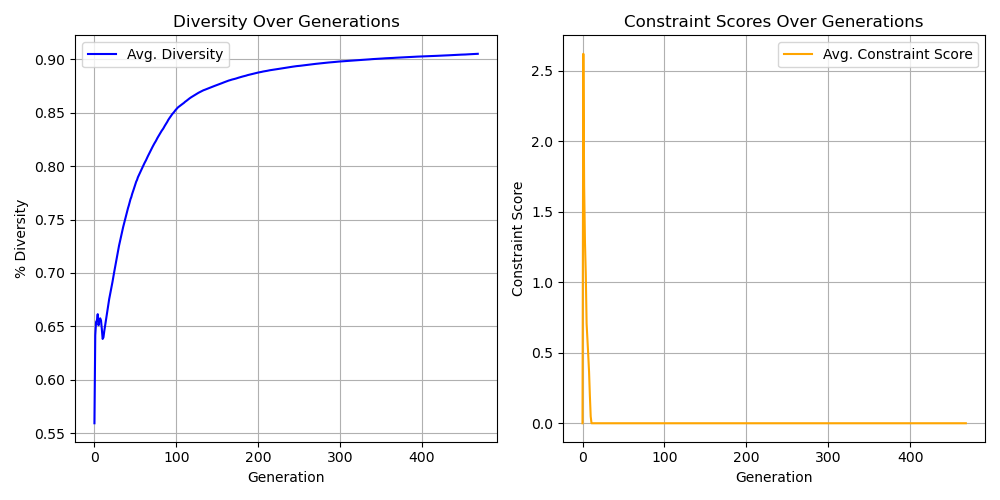 Diversity Over Generations
Avg. Diversity
% Diversity
0.90
0.85
0.80
0.75
0.70
0.65
0.60
0.55
0 100 200 300 400
Generation
Constraint Scores Over Generations
Avg. Constraint Score
Constraint Score
2.5
2.0
1.5
1.0
0.5
0.0
0 100 200 300 400
Generation